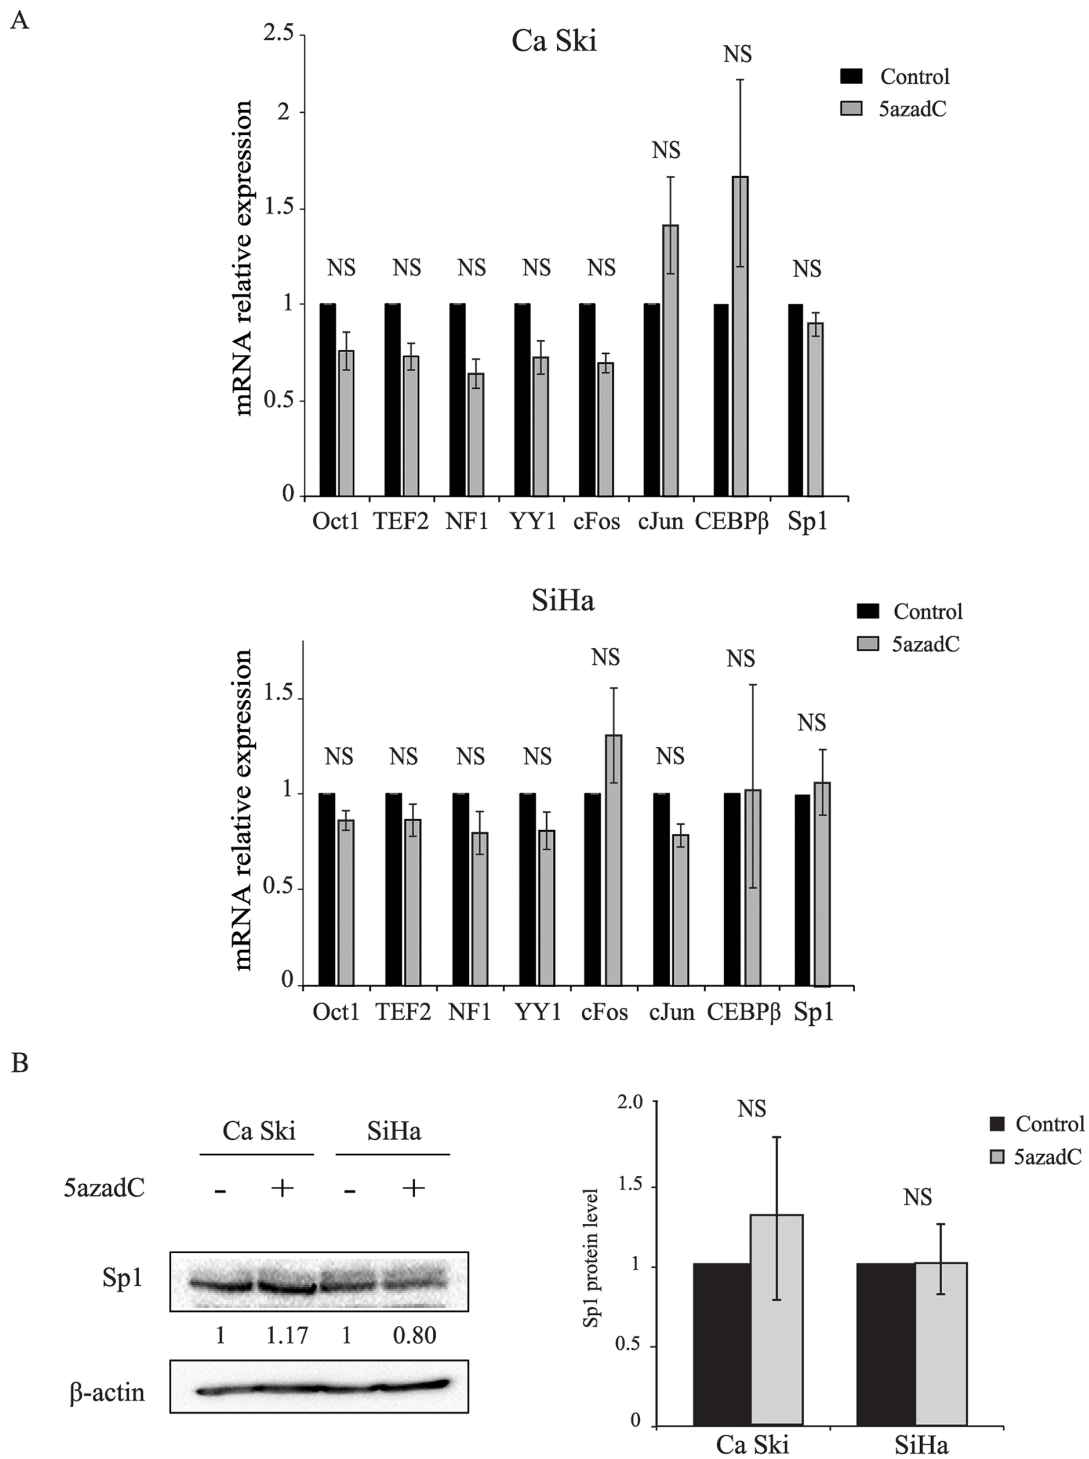 A
Ca Ski
Control
5azadC
mRNA relative expression
2.5
2
1.5
1
0.5
0
NS NS NS NS NS NS NS NS
Oct1 TEF2 NF1 YY1 cFos cJun CEBPβ Sp1
SiHa
Control
5azadC
mRNA relative expression
1.5
1
0.5
0
NS NS NS NS NS NS NS NS
Oct1 TEF2 NF1 YY1 cFos cJun CEBPβ Sp1
B
Ca Ski SiHa
5azadC - + - +
Sp1
1 1.17 1 0.80
β-actin
Control
5azadC
Sp1 protein level
2.0
1.5
1
0.5
0
NS NS
Ca Ski SiHa